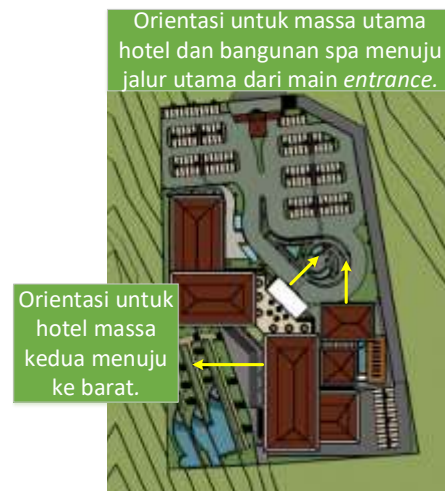 Orientasi untuk massa utama
hotel dan bangunan spa menuju
jalur utama dari main entrance.
Orientasi untuk
hotel massa
kedua menuju
ke barat.